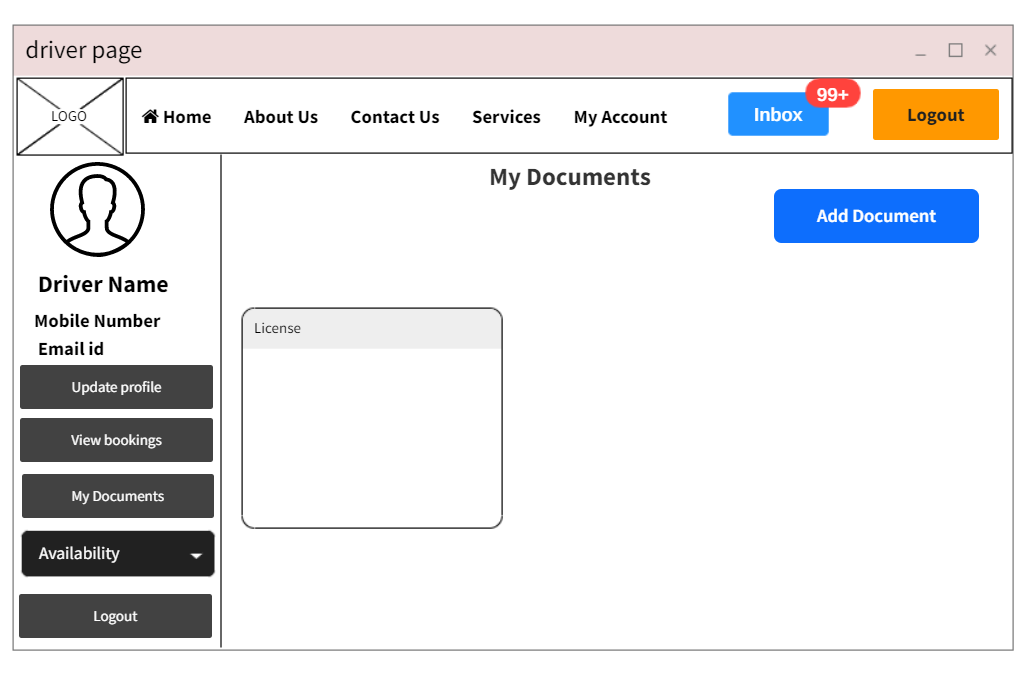 driver page
LOGO
Home About Us Contact Us Services My Account Inbox 99+ Logout
My Documents
Add Document
Driver Name
Mobile Number
Email id
Update profile
View bookings
My Documents
Availability
Logout
License